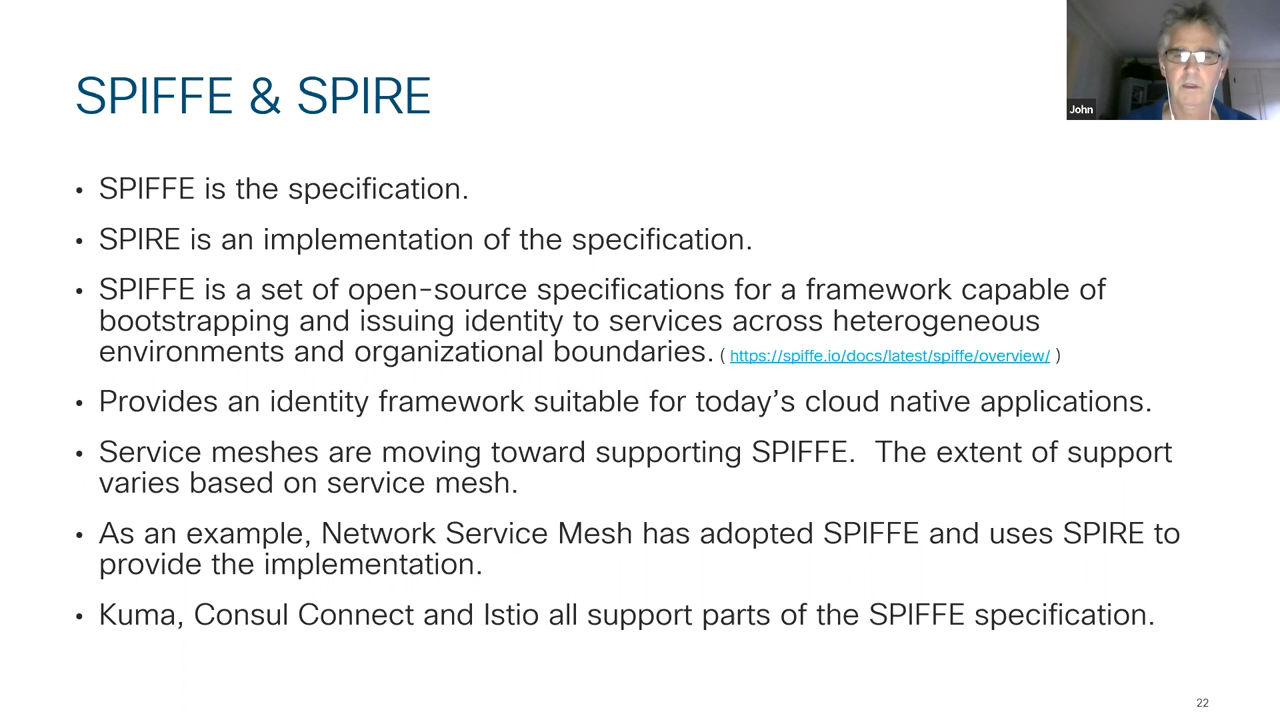 SPIFFE & SPIRE
John
• SPIFFE is the specification.
• SPIRE is an implementation of the specification.
• SPIFFE is a set of open-source specifications for a framework capable of
bootstrapping and issuing identity to services across heterogeneous
environments and organizational boundaries. ( https://spiffe.io/docs/latest/spiffe/overview/ )
• Provides an identity framework suitable for today’s cloud native applications.
• Service meshes are moving toward supporting SPIFFE.  The extent of support
varies based on service mesh.
• As an example, Network Service Mesh has adopted SPIFFE and uses SPIRE to
provide the implementation.
• Kuma, Consul Connect and Istio all support parts of the SPIFFE specification.
22